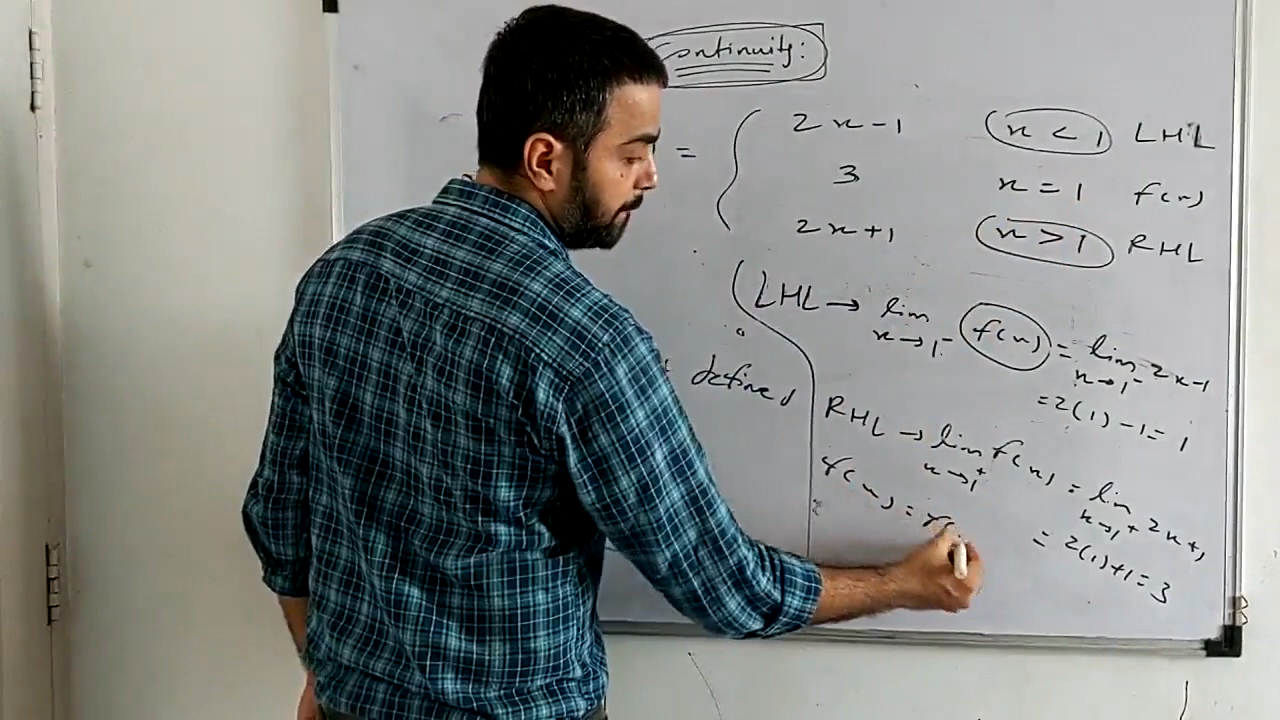 ontinuity:
= { 2x-1 x < 1 LHL
3 x = 1 f(x)
2x+1 x > 1 RHL
LHL → lim x→1⁻ f(x) = lim x→1⁻ 2x-1
= 2(1) - 1 = 1
defined
RHL → lim x→1⁺ f(x) = lim x→1⁺ 2x+1
= 2(1)+1 = 3
f(x) =